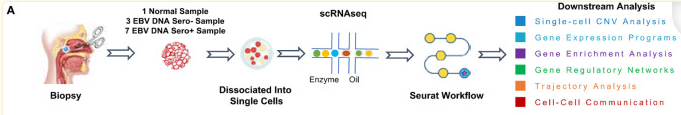 A
1 Normal Sample
3 EBV DNA Sero- Sample
7 EBV DNA Sero+ Sample
Biopsy
Dissociated Into
Single Cells
scRNAseq
Enzyme Oil
Seurat Workflow
Downstream Analysis
Single-cell CNV Analysis
Gene Expression Programs
Gene Enrichment Analysis
Gene Regulatory Networks
Trajectory Analysis
Cell-Cell Communication